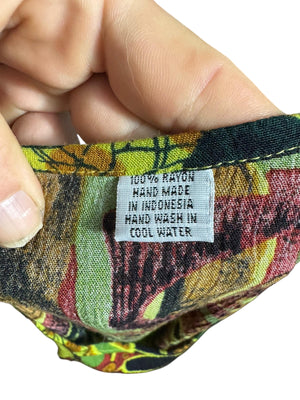 100% RAYON
HAND MADE
IN INDONESIA
HAND WASH IN
COOL WATER